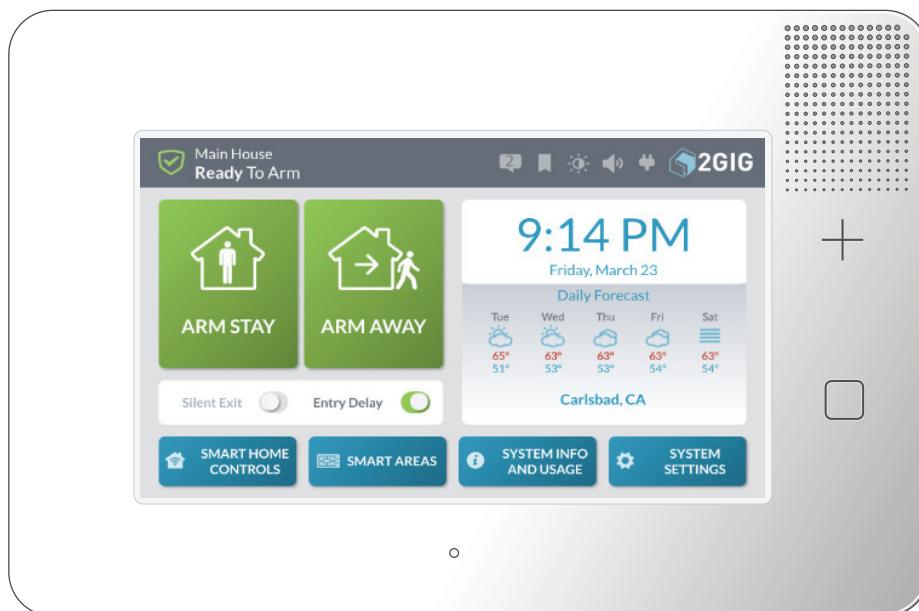 Main House
Ready To Arm
2
2GIG
ARM STAY
ARM AWAY
Silent Exit
Entry Delay
9:14 PM
Friday, March 23
Daily Forecast
Tue Wed Thu Fri Sat
65° 63° 63° 63° 63°
51° 53° 53° 54° 54°
Carlsbad, CA
SMART HOME
CONTROLS
SMART AREAS
SYSTEM INFO
AND USAGE
SYSTEM
SETTINGS